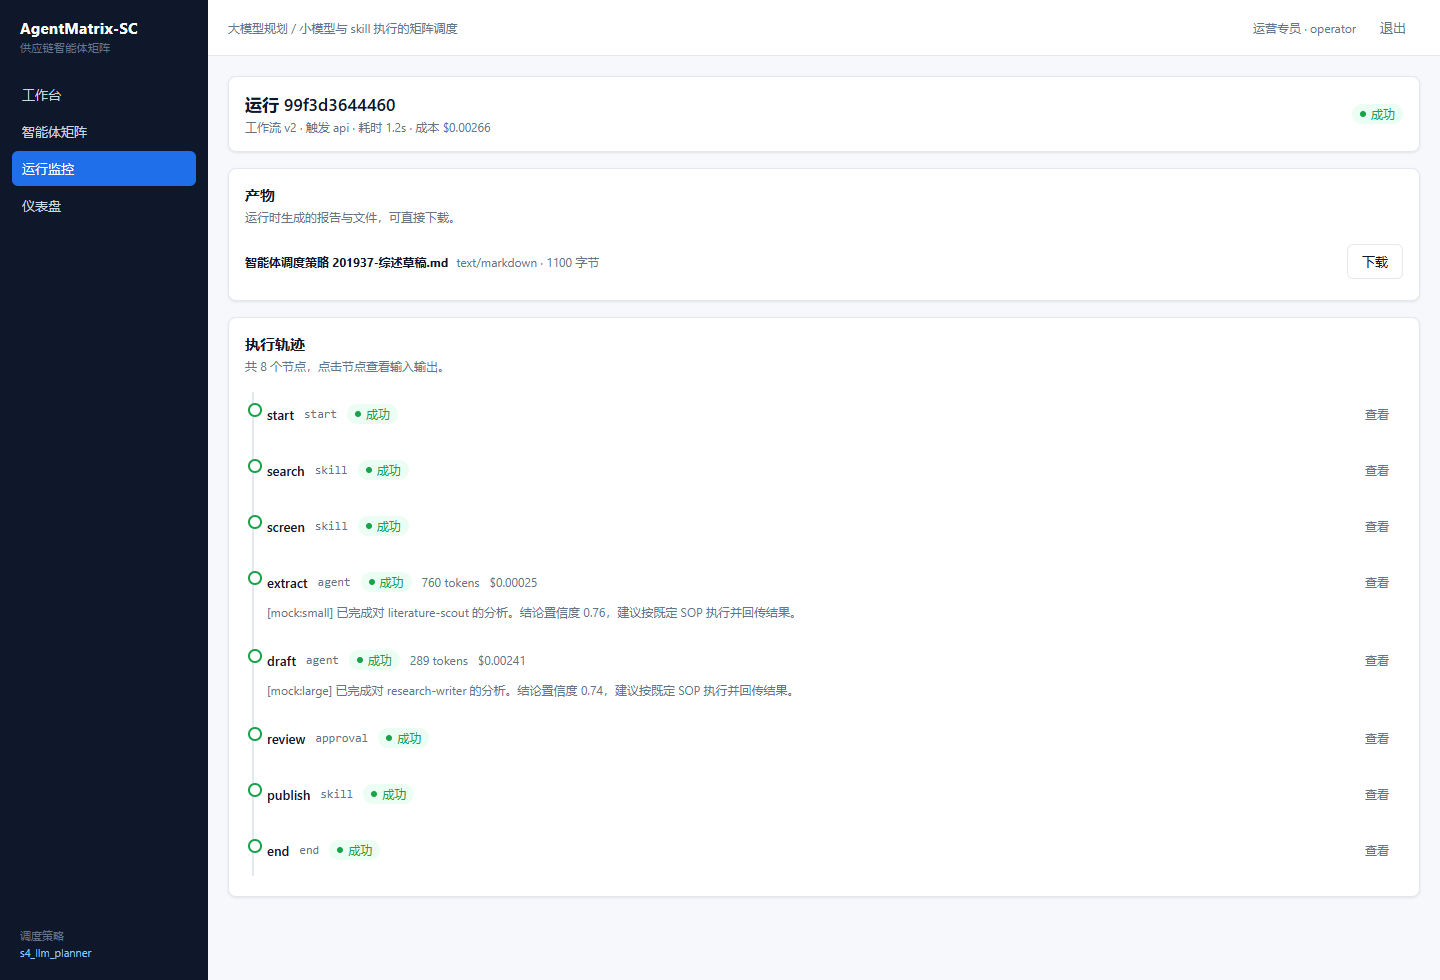 AgentMatrix-SC
供应链智能体矩阵
工作台
智能体矩阵
运行监控
仪表盘
调度策略
s4_llm_planner
大模型规划 / 小模型与 skill 执行的矩阵调度
运营专员 · operator
退出
运行 99f3d3644460
工作流 v2 · 触发 api · 耗时 1.2s · 成本 $0.00266
成功
产物
运行时生成的报告与文件，可直接下载。
智能体调度策略 201937-综述草稿.md text/markdown · 1100 字节
下载
执行轨迹
共 8 个节点，点击节点查看输入输出。
start start 成功 查看
search skill 成功 查看
screen skill 成功 查看
extract agent 成功 760 tokens $0.00025 查看
[mock:small] 已完成对 literature-scout 的分析。结论置信度 0.76，建议按既定 SOP 执行并回传结果。
draft agent 成功 289 tokens $0.00241 查看
[mock:large] 已完成对 research-writer 的分析。结论置信度 0.74，建议按既定 SOP 执行并回传结果。
review approval 成功 查看
publish skill 成功 查看
end end 成功 查看